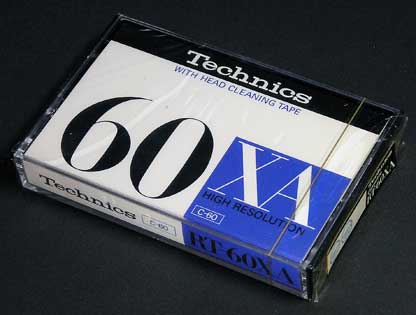 Technics
WITH HEAD CLEANING TAPE
60
XA
HIGH RESOLUTION
C-60
Technics
C-60
RT-60XA